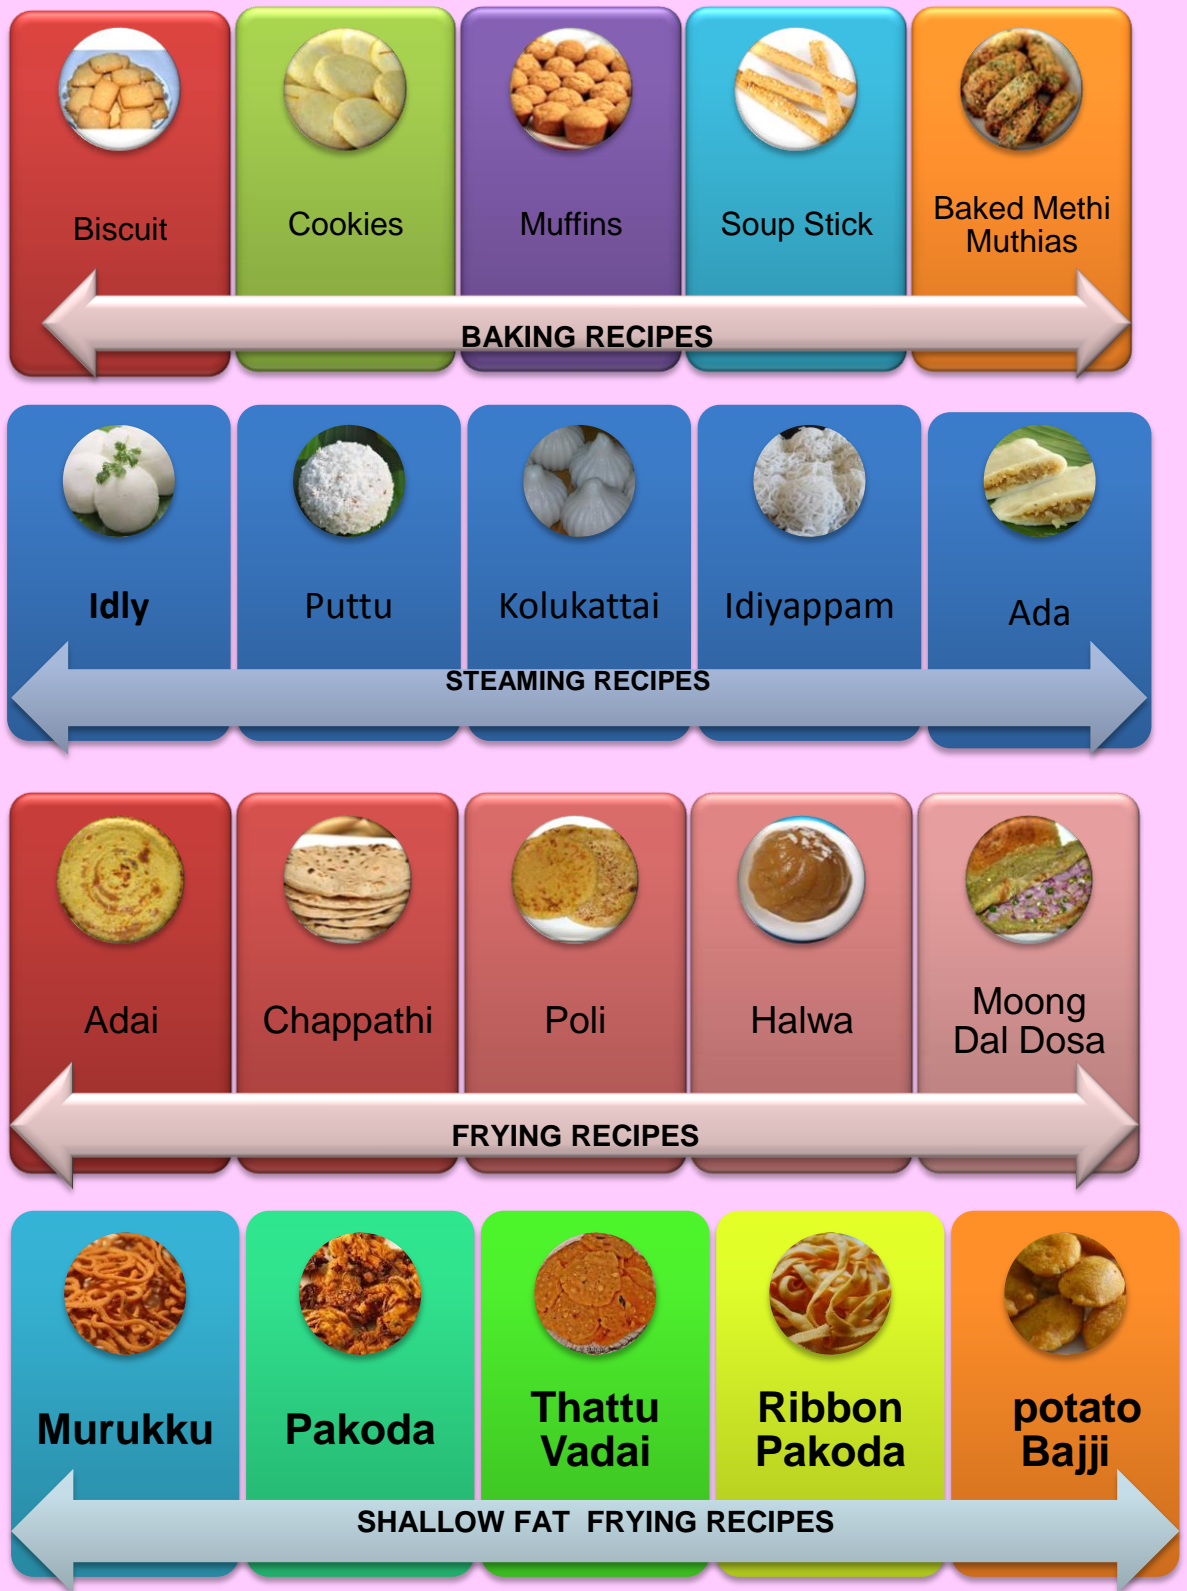 Biscuit
Cookies
Muffins
Soup Stick
Baked Methi
Muthias
BAKING RECIPES
Idly
Puttu
Kolukattai
Idiyappam
Ada
STEAMING RECIPES
Adai
Chappathi
Poli
Halwa
Moong
Dal Dosa
FRYING RECIPES
Murukku
Pakoda
Thattu
Vadai
Ribbon
Pakoda
potato
Bajji
SHALLOW FAT  FRYING RECIPES